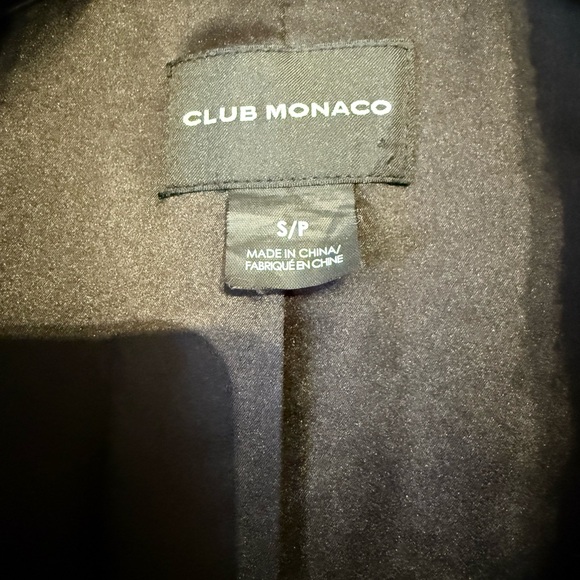 CLUB MONACO
S/P
MADE IN CHINA/
FABRIQUÉ EN CHINE